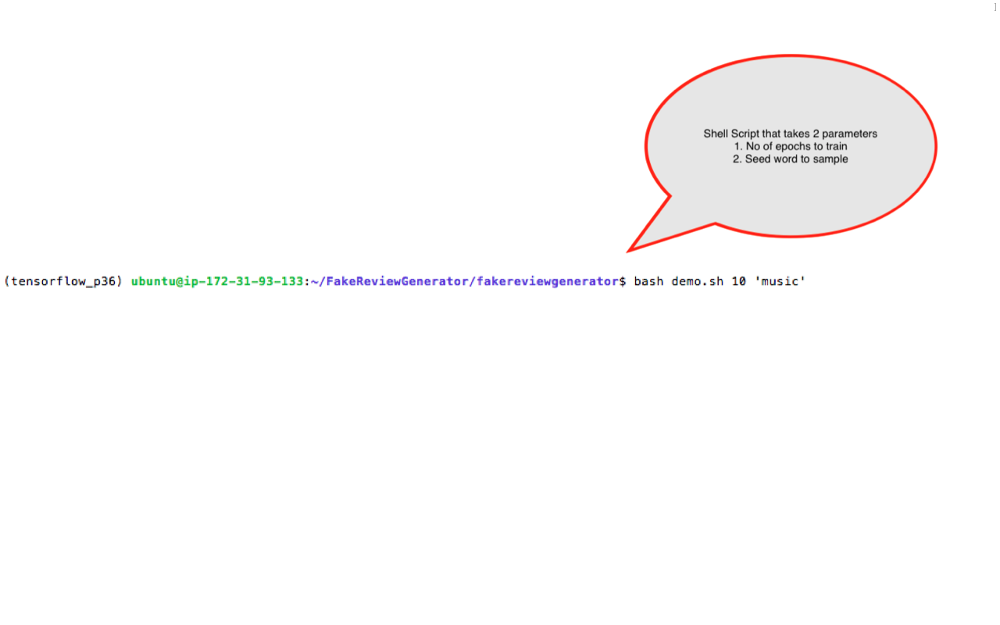 Shell Script that takes 2 parameters
1. No of epochs to train
2. Seed word to sample
(tensorflow_p36) ubuntu@ip-172-31-93-133:~/FakeReviewGenerator/fakereviewgenerator$ bash demo.sh 10 'music'